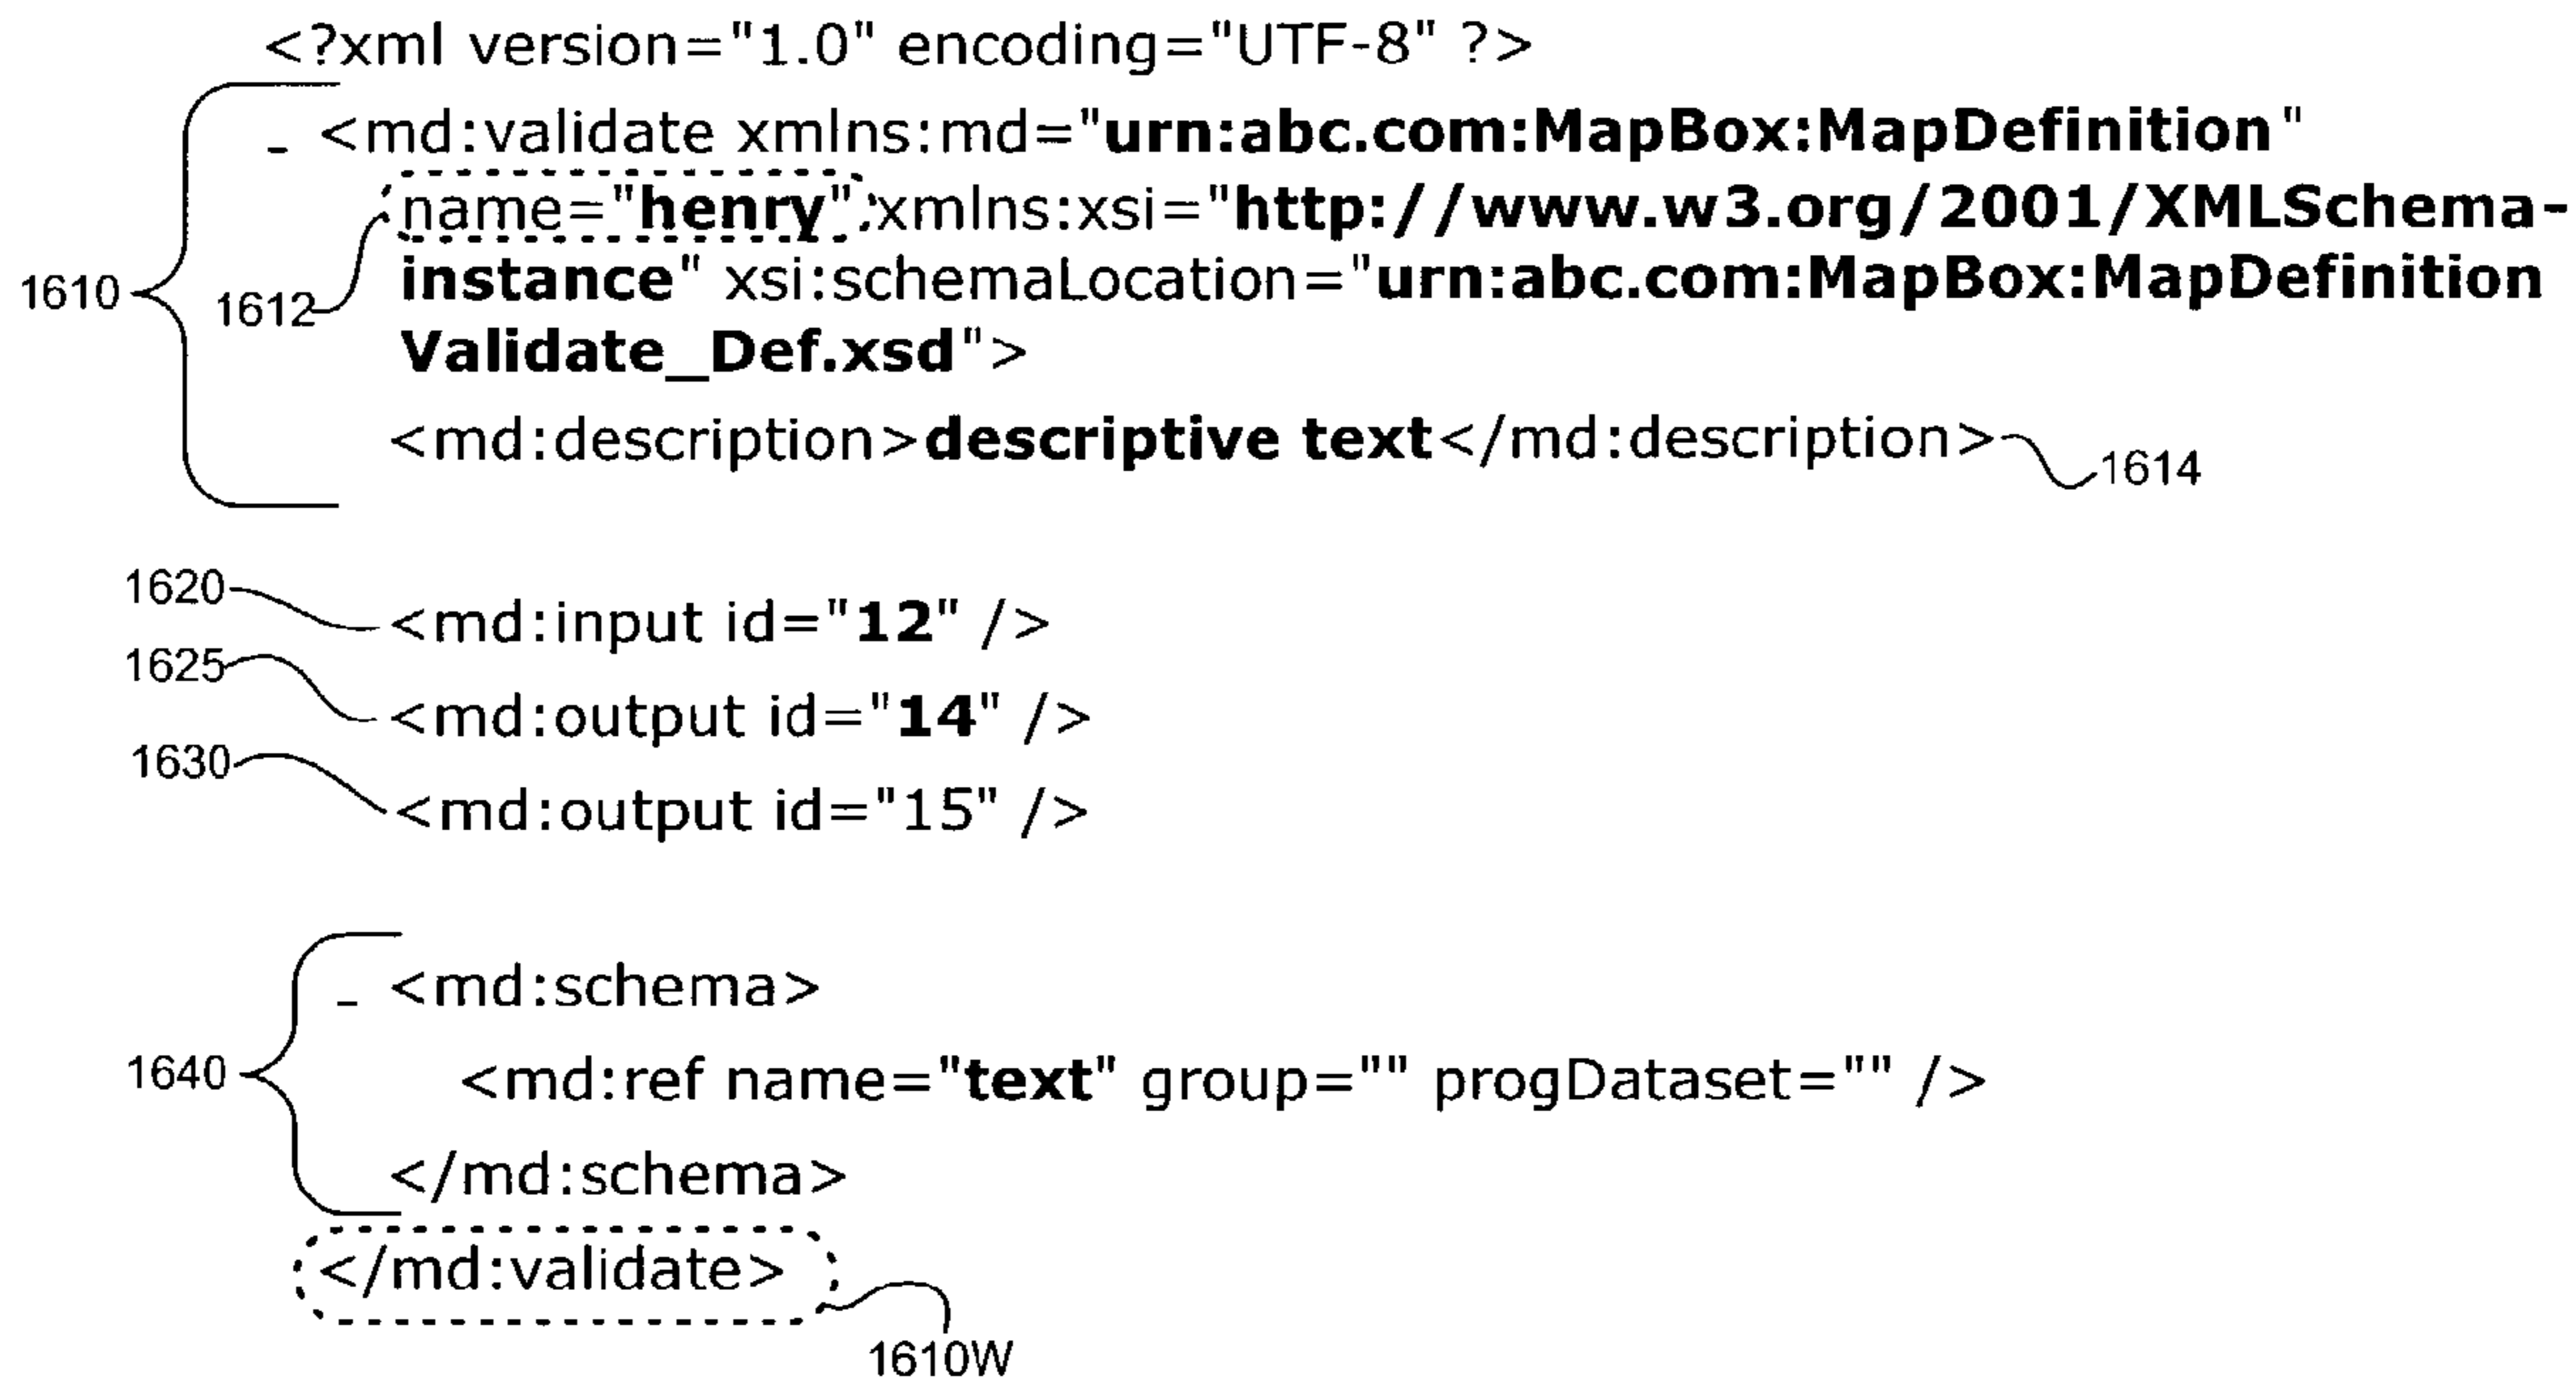 <?xml version="1.0" encoding="UTF-8" ?>
- <md:validate xmlns:md="urn:abc.com:MapBox:MapDefinition"
name="henry" xmlns:xsi="http://www.w3.org/2001/XMLSchema-
1610 1612 instance" xsi:schemaLocation="urn:abc.com:MapBox:MapDefinition
Validate_Def.xsd">
<md:description>descriptive text</md:description> 1614
1620 <md:input id="12" />
1625 <md:output id="14" />
1630 <md:output id="15" />
- <md:schema>
1640 <md:ref name="text" group="" progDataset="" />
</md:schema>
</md:validate>
1610W